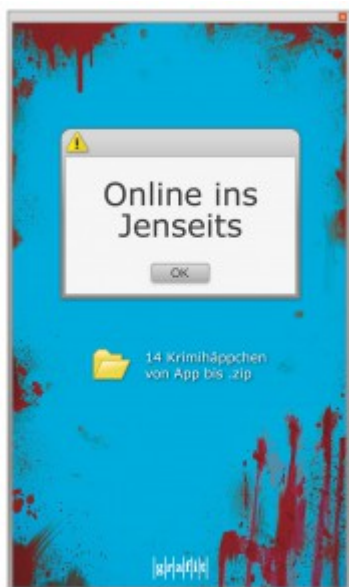 Online ins
Jenseits
OK
14 Krimihäppchen
von App bis .zip
grafit